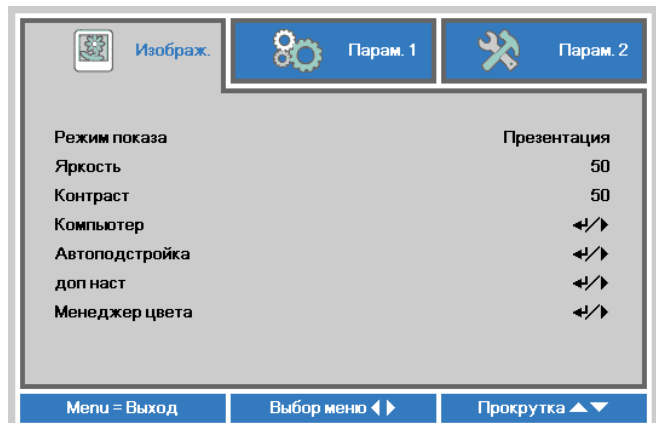 Изображ. Парам. 1 Парам. 2
Режим показа Презентация
Яркость 50
Контраст 50
Компьютер
Автоподстройка
доп наст
Менеджер цвета
Menu = Выход Выбор меню Прокрутка